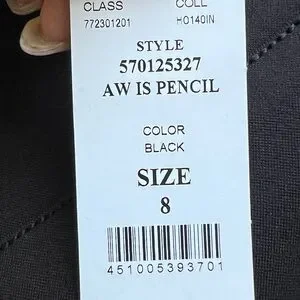 CLASS COLL
772301201 HO140IN
STYLE
570125327
AW IS PENCIL
COLOR
BLACK
SIZE
8
451005393701